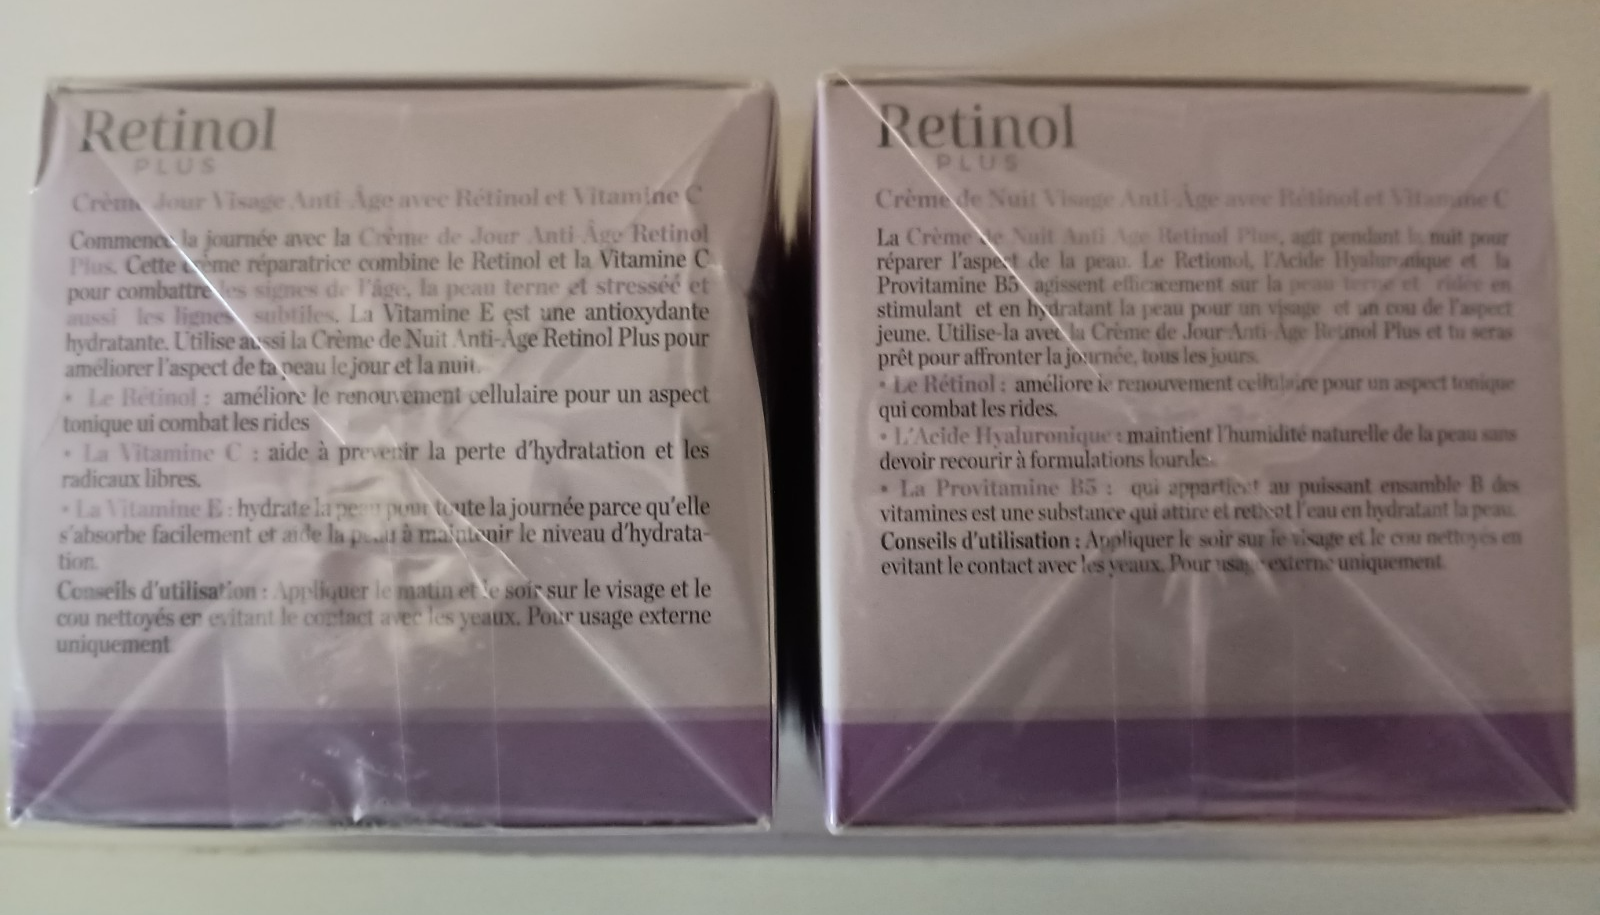 Retinol
PLUS
Crème Jour Visage Anti-Âge avec Rétinol et Vitamine C
Commence la journée avec la Crème de Jour Anti-Âge Retinol
Plus. Cette crème réparatrice combine le Retinol et la Vitamine C
pour combattre les signes de l'âge, la peau terne et stresséé et
aussi les lignes subtiles. La Vitamine E est une antioxydante
hydratante. Utilise aussi la Crème de Nuit Anti-Âge Retinol Plus pour
améliorer l'aspect de ta peau le jour et la nuit.
• Le Rétinol : améliore le renouvement cellulaire pour un aspect
tonique ui combat les rides
• La Vitamine C : aide à prevenir la perte d'hydratation et les
radicaux libres.
• La Vitamine E : hydrate la peau pour toute la journée parce qu'elle
s'absorbe facilement et aide la peau à maintenir le niveau d'hydrata-
tion.
Conseils d'utilisation : Appliquer le matin et le soir sur le visage et le
cou nettoyés en evitant le contact avec les yeaux. Pour usage externe
uniquement
Retinol
PLUS
Crème de Nuit Visage Anti-Âge avec Rétinol et Vitamine C
La Crème de Nuit Anti-Age Retinol Plus, agit pendant la nuit pour
réparer l'aspect de la peau. Le Retionol, l'Acide Hyaluronique et la
Provitamine B5 agissent efficacement sur la peau terne et ridée en
stimulant et en hydratant la peau pour un visage et un cou de l'aspect
jeune. Utilise-la avec la Crème de Jour Anti-Âge Retinol Plus et tu seras
prêt pour affronter la journée, tous les jours.
• Le Rétinol : améliore le renouvement cellulaire pour un aspect tonique
qui combat les rides.
• L'Acide Hyaluronique : maintient l'humidité naturelle de la peau sans
devoir recourir à formulations lourdes.
• La Provitamine B5 : qui appartient au puissant ensamble B des
vitamines est une substance qui attire et retient l'eau en hydratant la peau.
Conseils d'utilisation : Appliquer le soir sur le visage et le cou nettoyés en
evitant le contact avec les yeaux. Pour usage externe uniquement